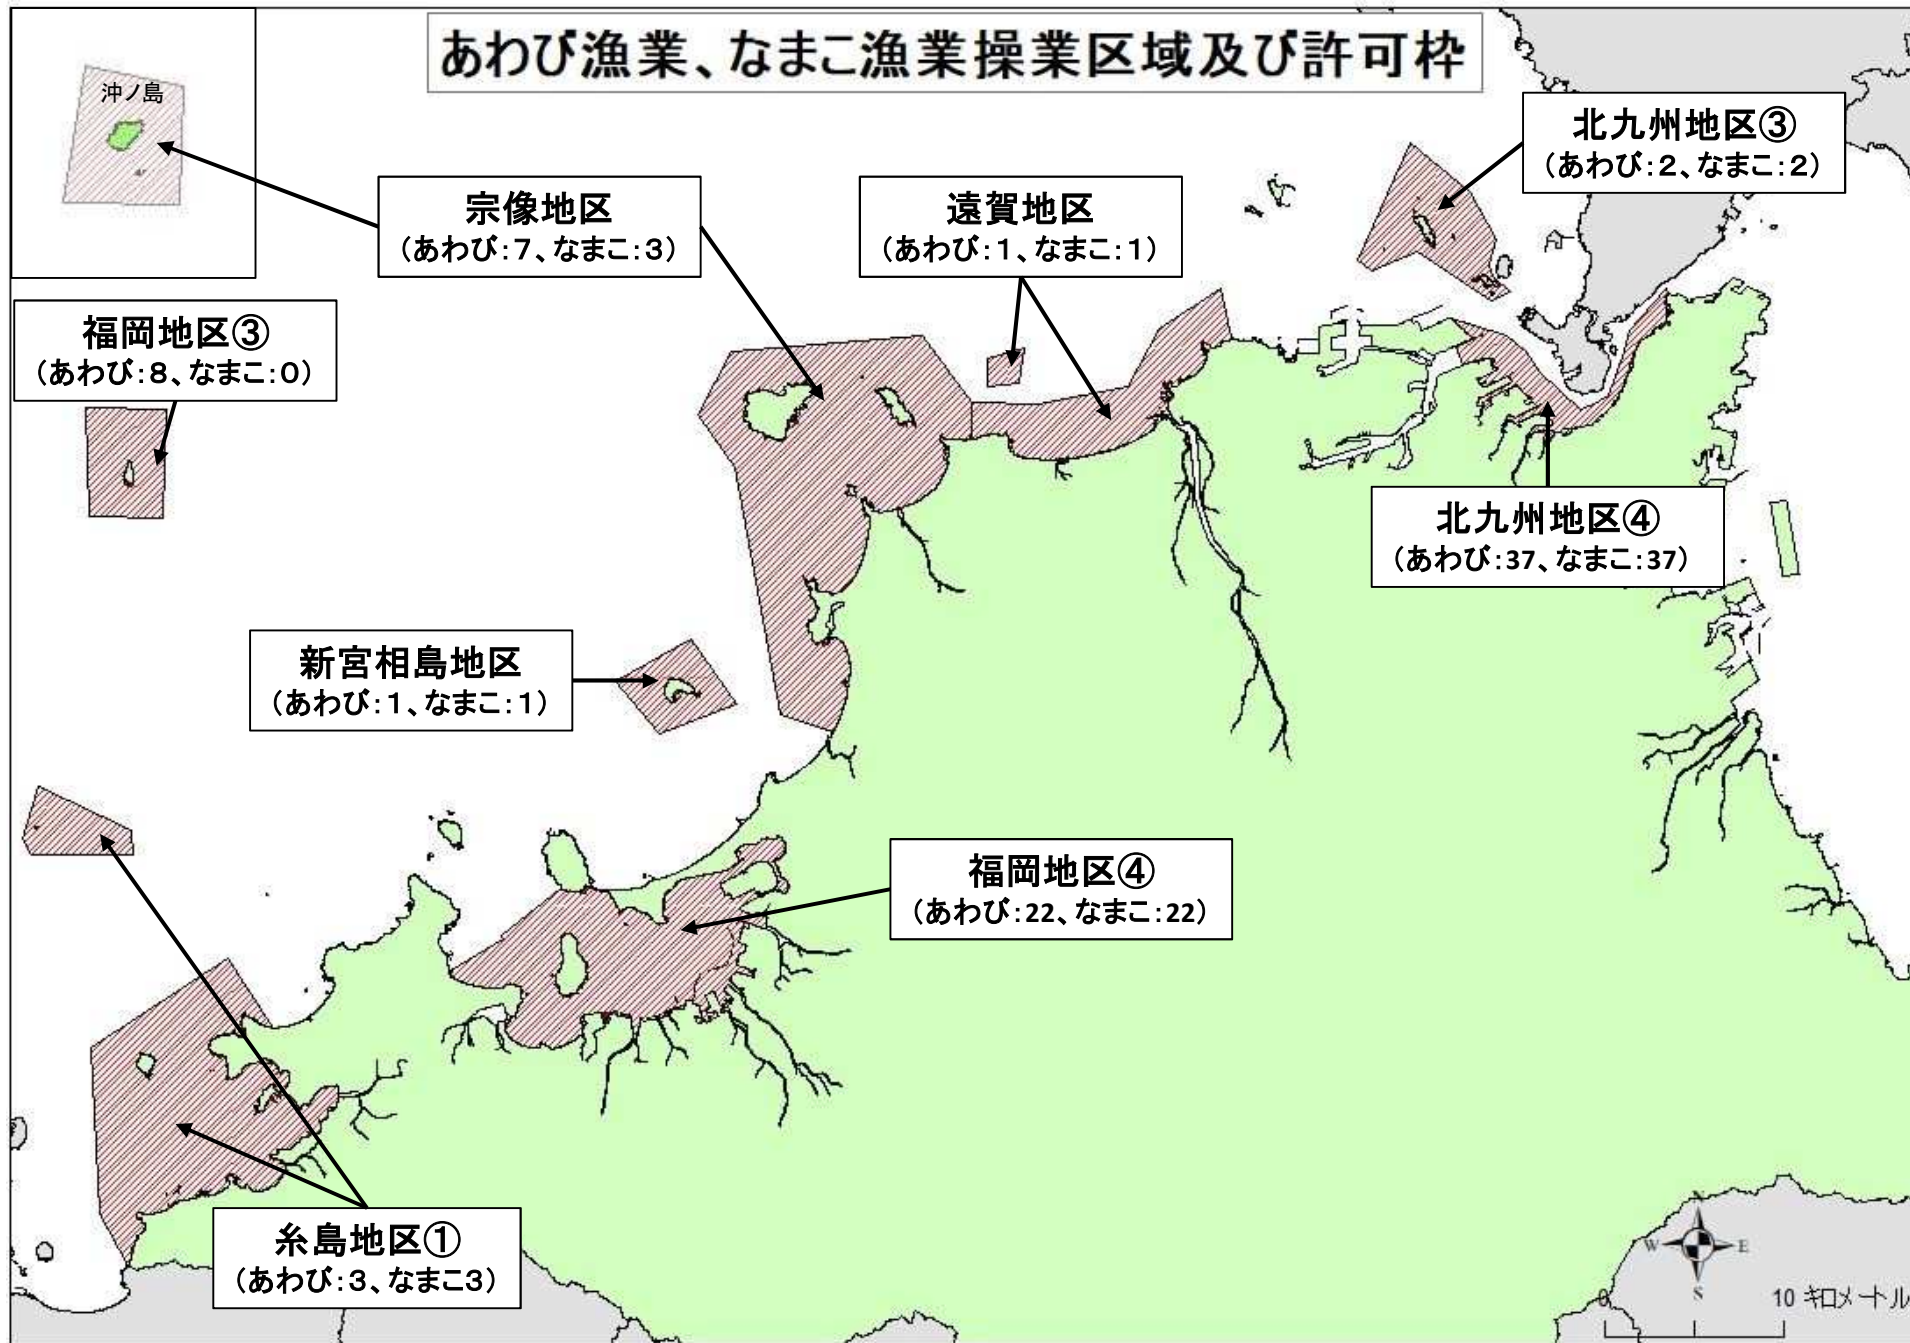 あわび漁業、なまこ漁業操業区域及び許可枠
沖ノ島
北九州地区③
(あわび:2、なまこ:2)
宗像地区
(あわび:7、なまこ:3)
遠賀地区
(あわび:1、なまこ:1)
福岡地区③
(あわび:8、なまこ:0)
北九州地区④
(あわび:37、なまこ:37)
新宮相島地区
(あわび:1、なまこ:1)
福岡地区④
(あわび:22、なまこ:22)
糸島地区①
(あわび:3、なまこ3)
N
W
E
S
0
10 キロメートル